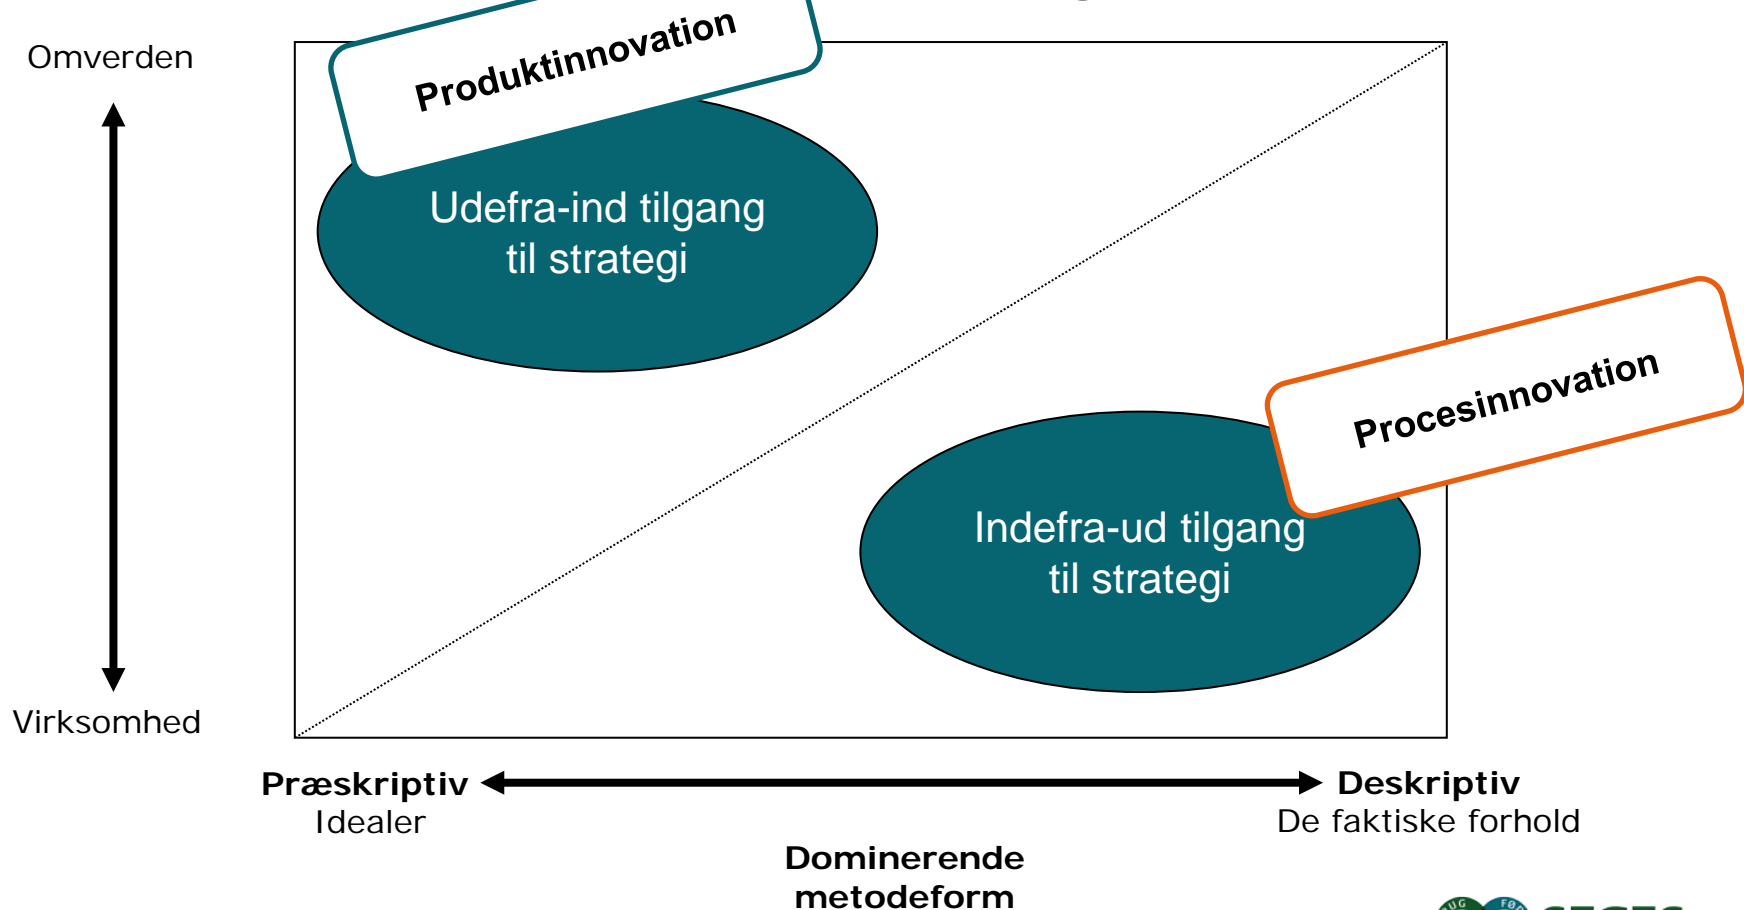 Omverden
Produktinnovation
Udefra-ind tilgang
til strategi
Procesinnovation
Indefra-ud tilgang
til strategi
Virksomhed
Præskriptiv
Idealer
Deskriptiv
De faktiske forhold
Dominerende
metodeform